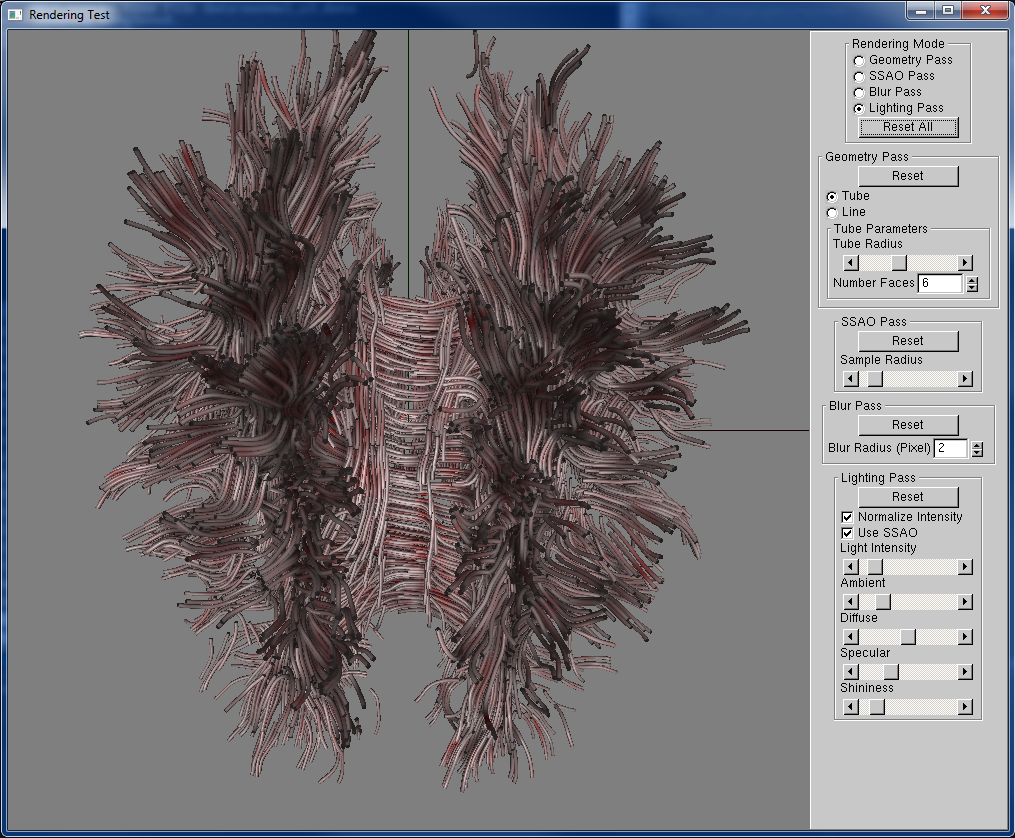 Rendering Test
Rendering Mode
Geometry Pass
SSAO Pass
Blur Pass
Lighting Pass
Reset All
Geometry Pass
Reset
Tube
Line
Tube Parameters
Tube Radius
Number Faces 6
SSAO Pass
Reset
Sample Radius
Blur Pass
Reset
Blur Radius (Pixel) 2
Lighting Pass
Reset
Normalize Intensity
Use SSAO
Light Intensity
Ambient
Diffuse
Specular
Shininess